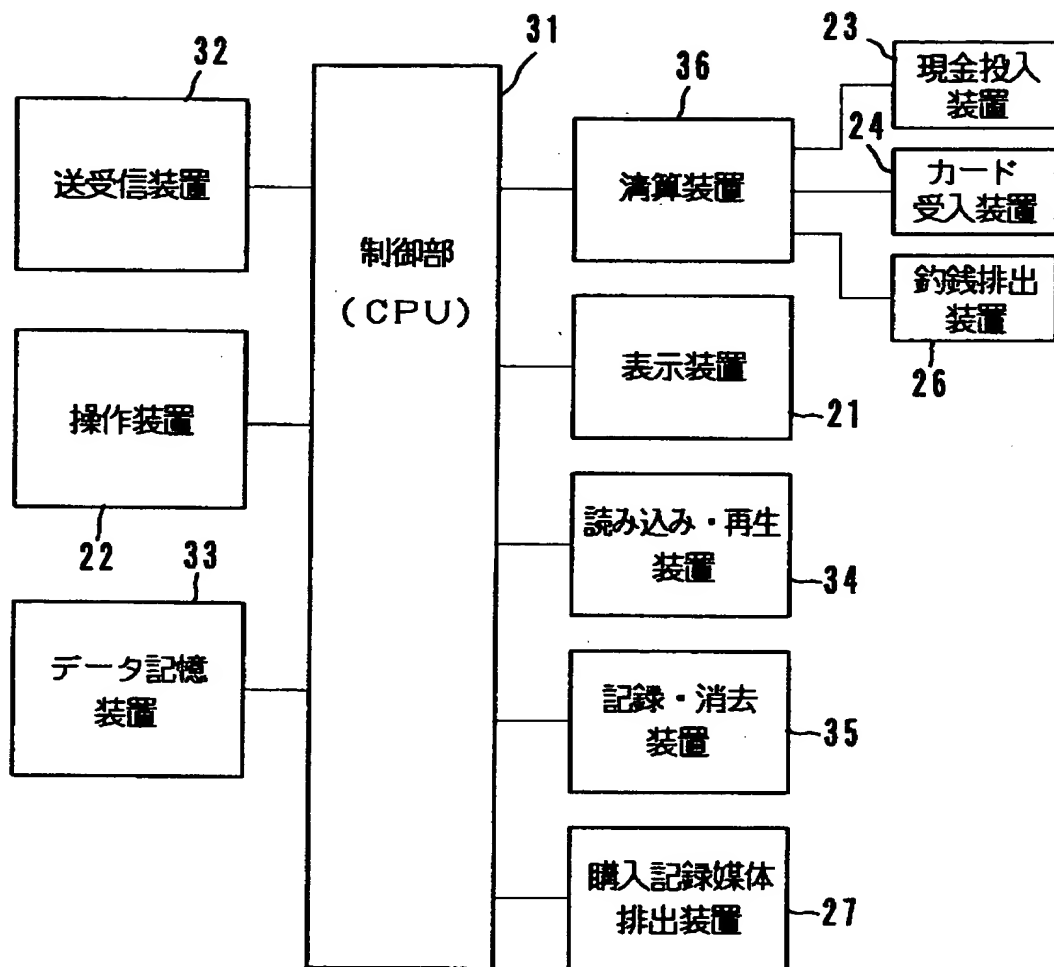 32
送受信装置
操作装置
22
33
データ記憶
装置
31
制御部
(CPU)
36
清算装置
23
現金投入
装置
24
カード
受入装置
釣銭排出
装置
26
表示装置
21
読み込み・再生
装置
34
記録・消去
装置
35
購入記録媒体
排出装置
27